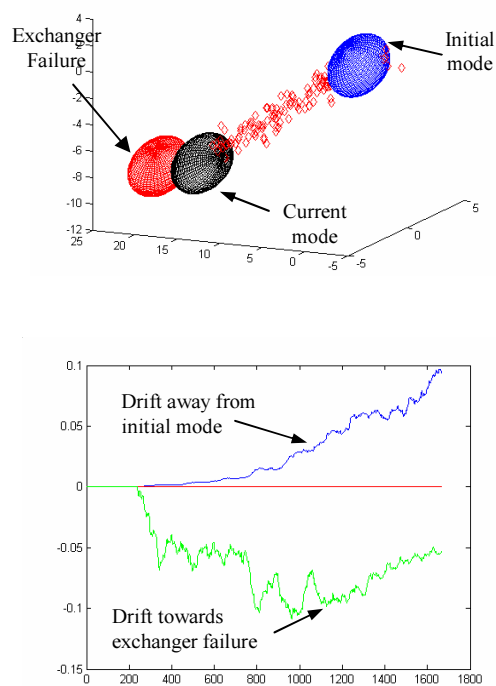 Exchanger
Failure
Initial
mode
Current
mode
4
2
0
-2
-4
-6
-8
-10
-12
25
20
15
10
5
0
-5
-5
0
5
0.1
0.05
0
-0.05
-0.1
-0.15
Drift away from
initial mode
Drift towards
exchanger failure
0 200 400 600 800 1000 1200 1400 1600 1800